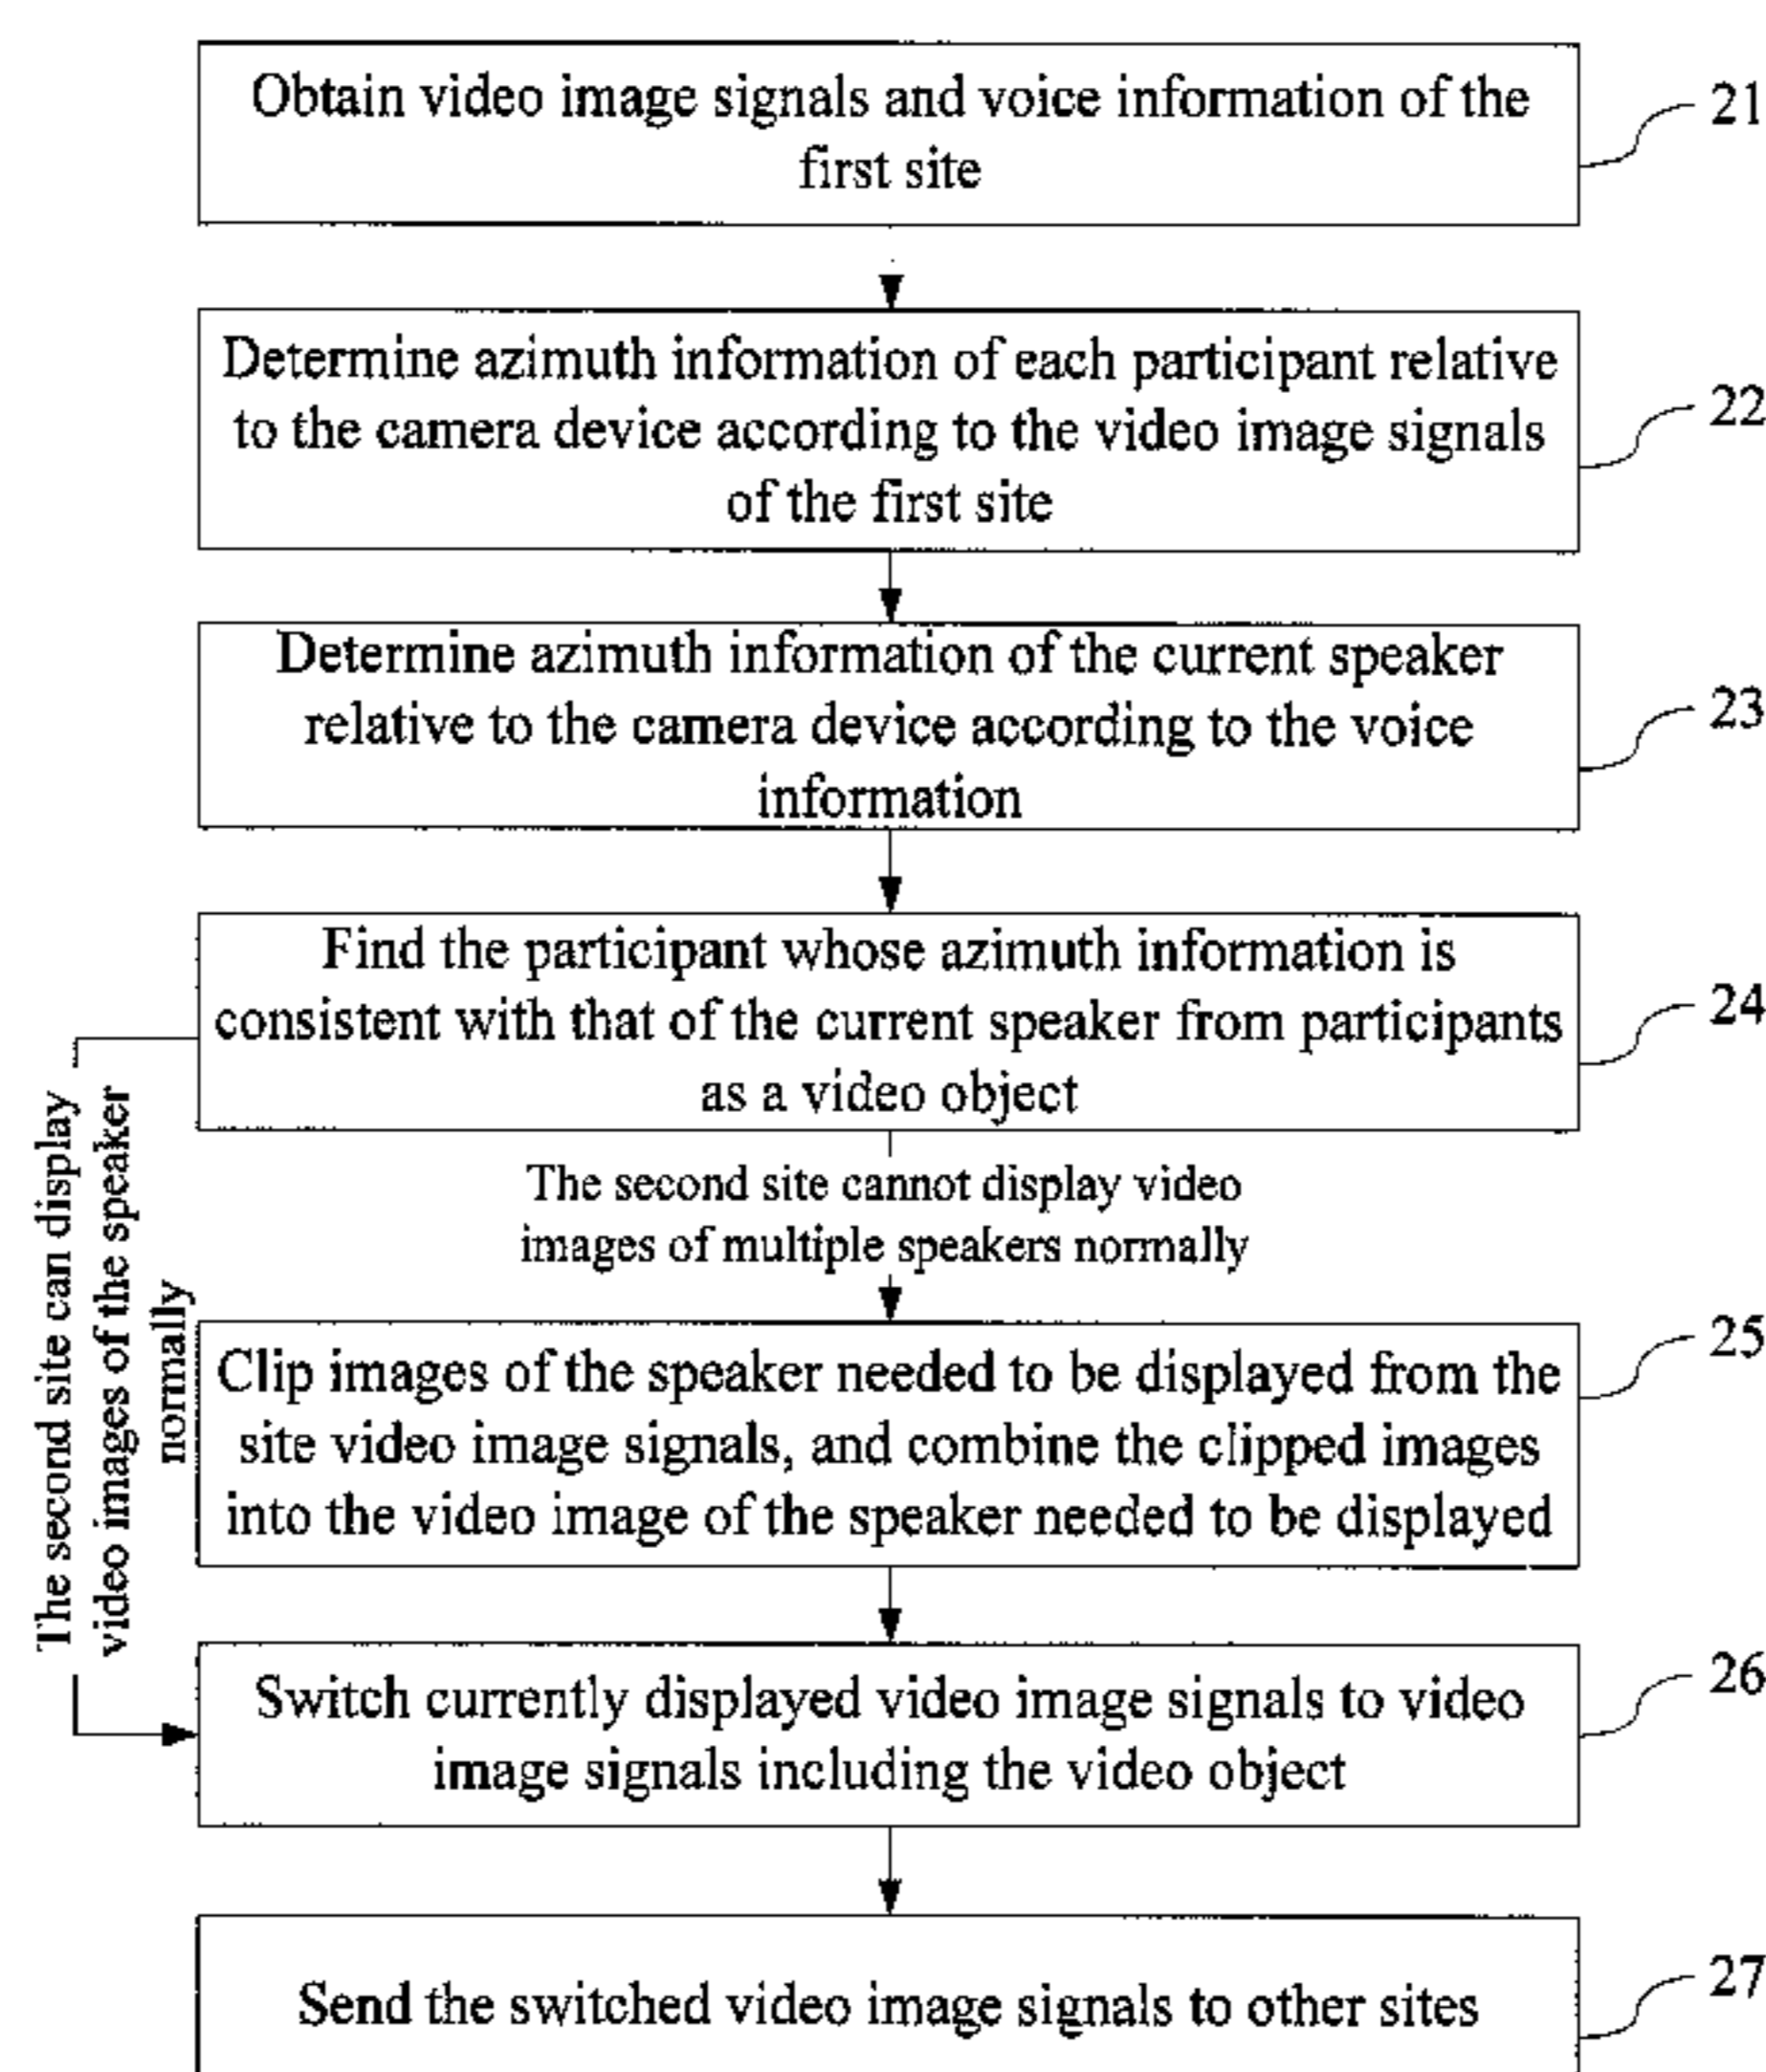 Obtain video image signals and voice information of the
first site
21
Determine azimuth information of each participant relative
to the camera device according to the video image signals
of the first site
22
Determine azimuth information of the current speaker
relative to the camera device according to the voice
information
23
Find the participant whose azimuth information is
consistent with that of the current speaker from participants
as a video object
24
The second site can display
video images of the speaker
normally
The second site cannot display video
images of multiple speakers normally
Clip images of the speaker needed to be displayed from the
site video image signals, and combine the clipped images
into the video image of the speaker needed to be displayed
25
Switch currently displayed video image signals to video
image signals including the video object
26
Send the switched video image signals to other sites
27